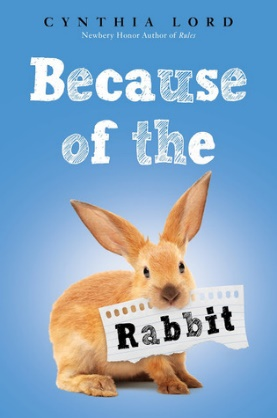 CYNTHIA LORD
Newbery Honor Author of Rules
Because
of the
Rabbit